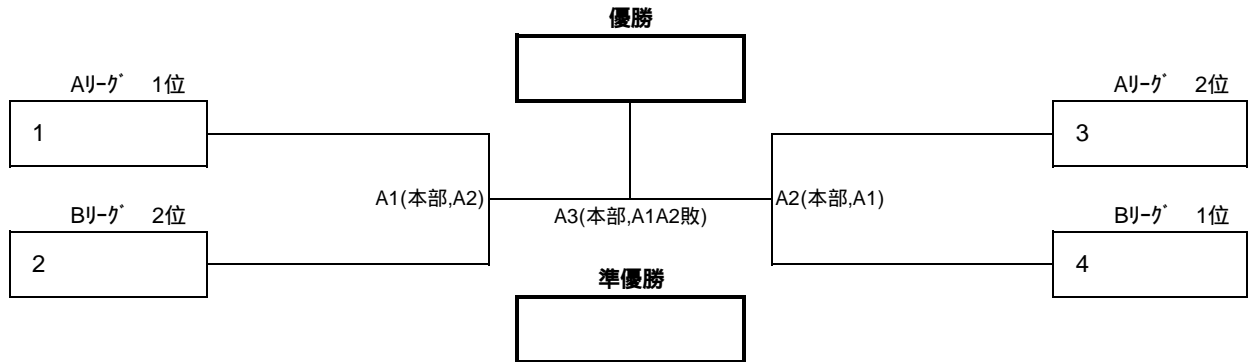 優勝
Aﾘｰｸﾞ 1位
Aﾘｰｸﾞ 2位
1
3
A1(本部,A2)
A3(本部,A1A2敗)
A2(本部,A1)
Bﾘｰｸﾞ 2位
Bﾘｰｸﾞ 1位
2
4
準優勝